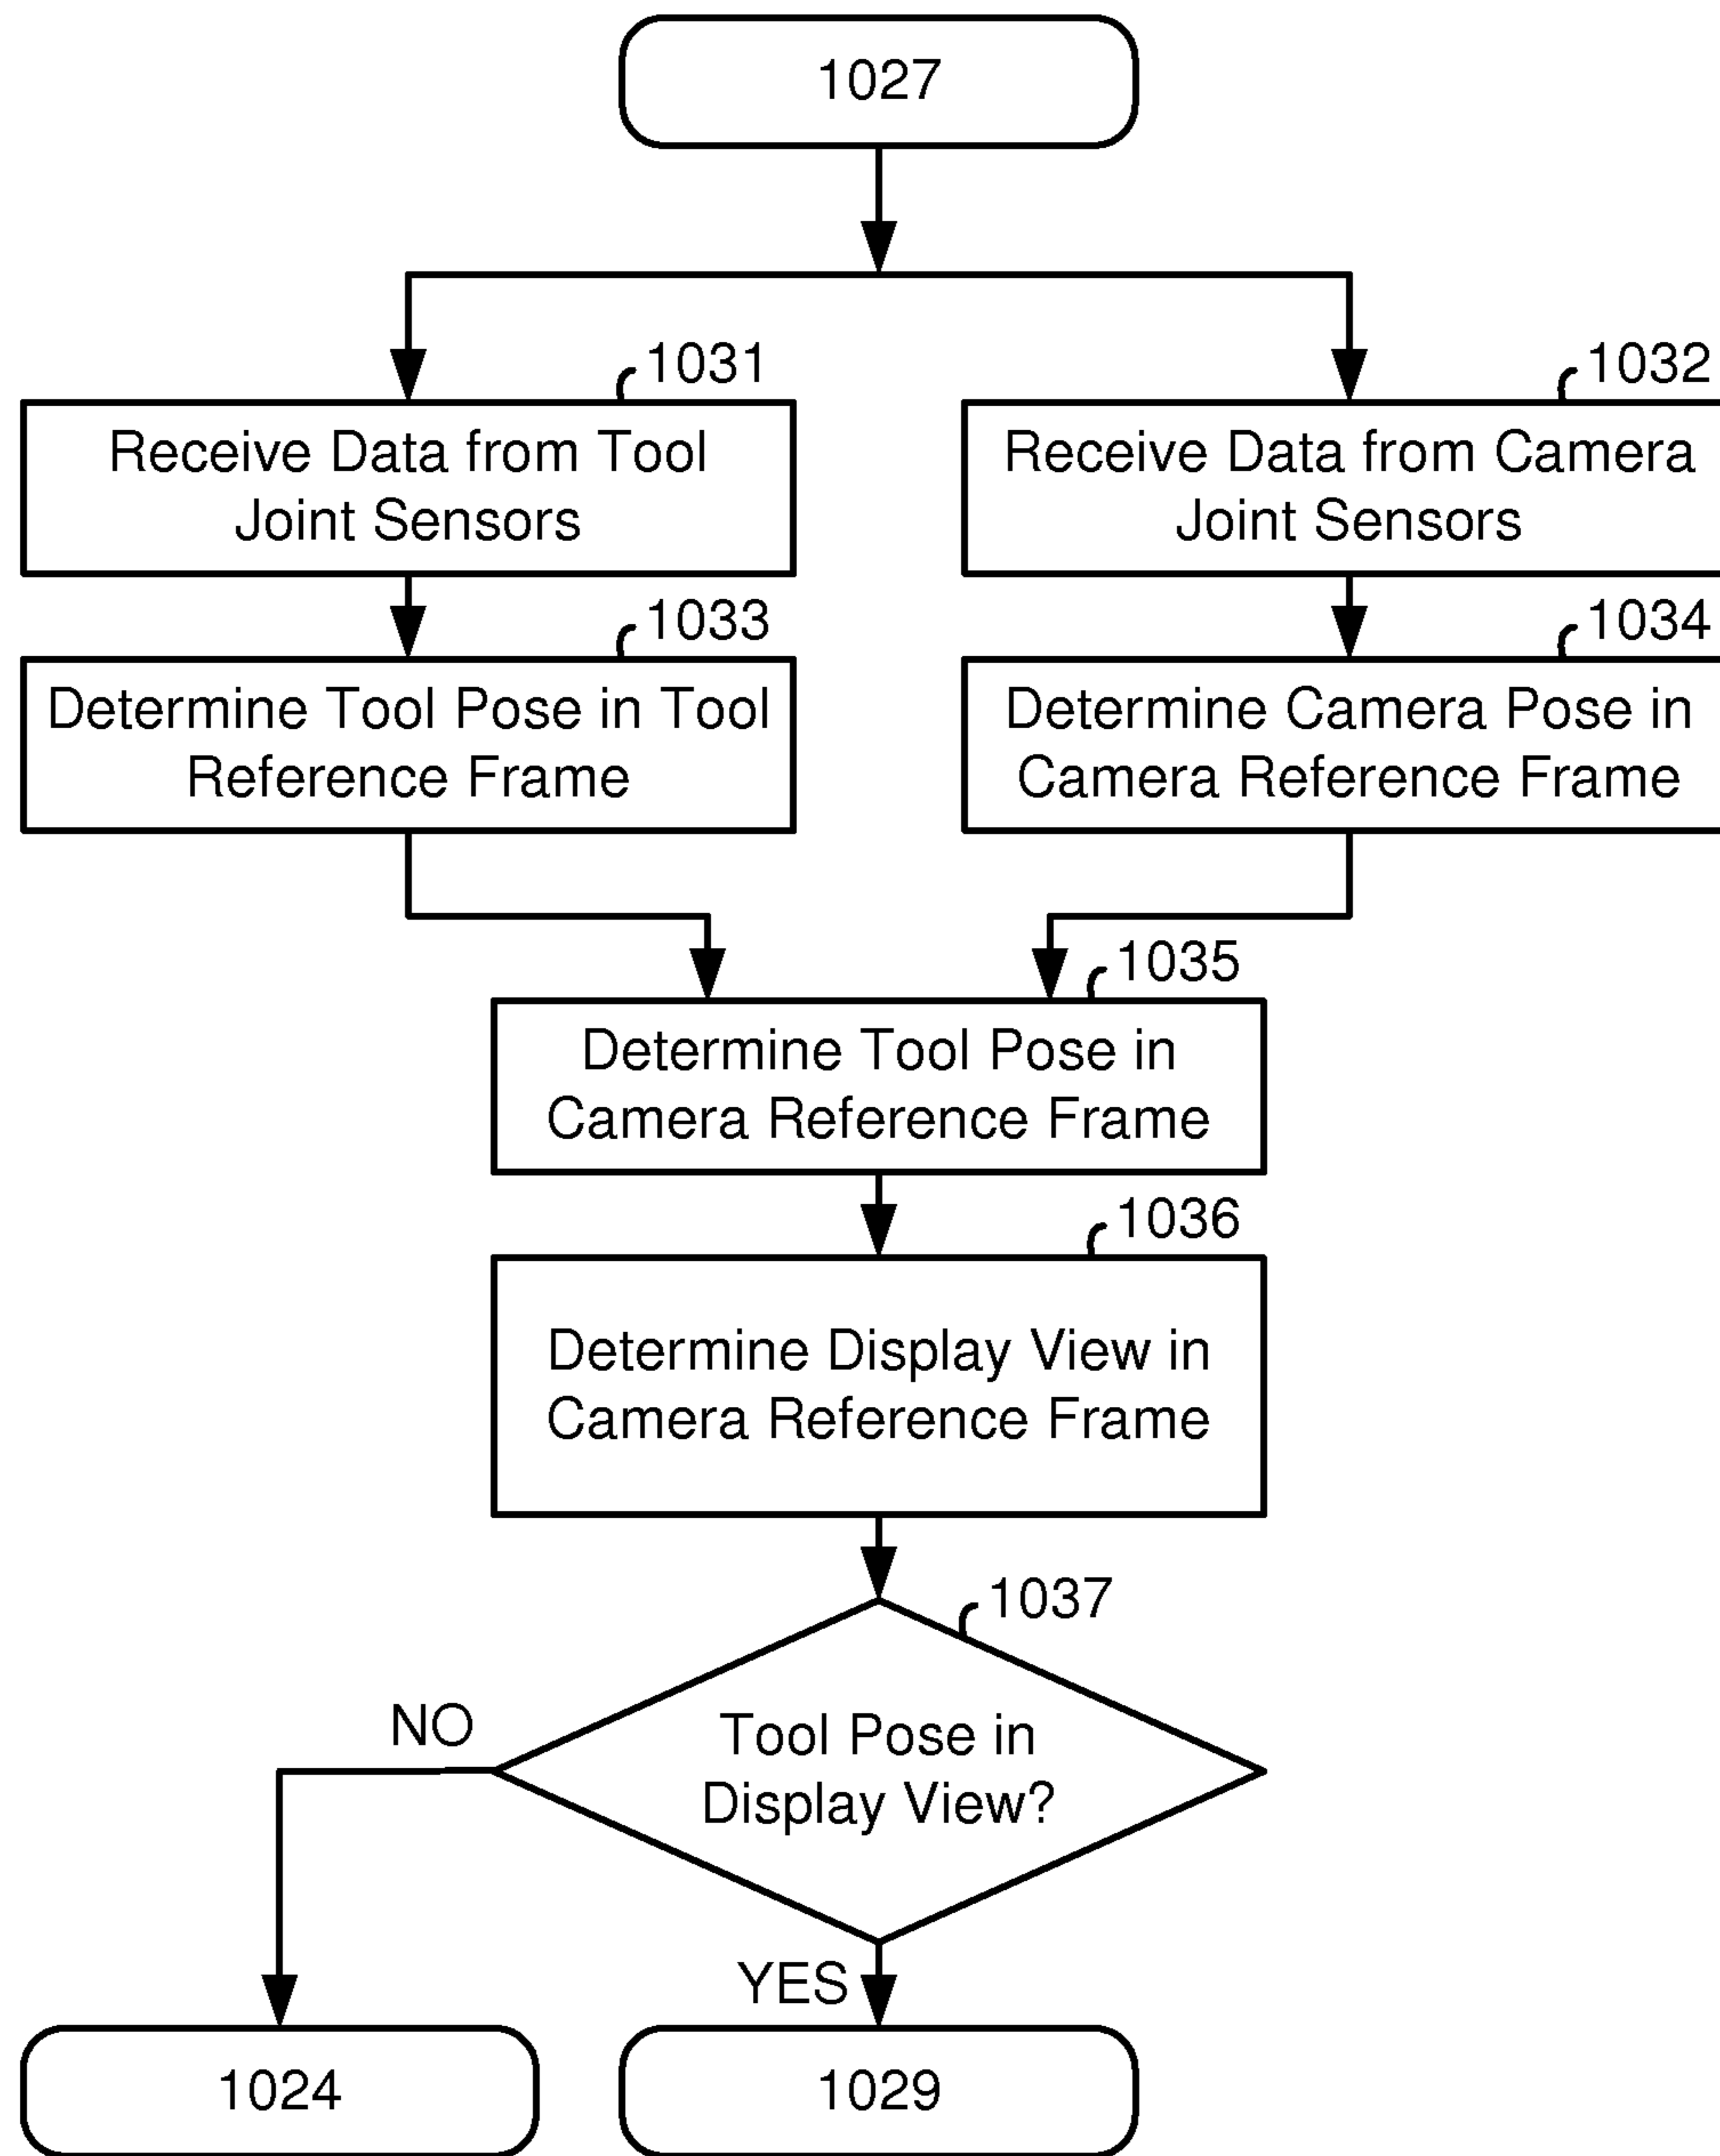 1027
1031
Receive Data from Tool
Joint Sensors
1032
Receive Data from Camera
Joint Sensors
1033
Determine Tool Pose in Tool
Reference Frame
1034
Determine Camera Pose in
Camera Reference Frame
1035
Determine Tool Pose in
Camera Reference Frame
1036
Determine Display View in
Camera Reference Frame
1037
Tool Pose in
Display View?
NO
YES
1024
1029